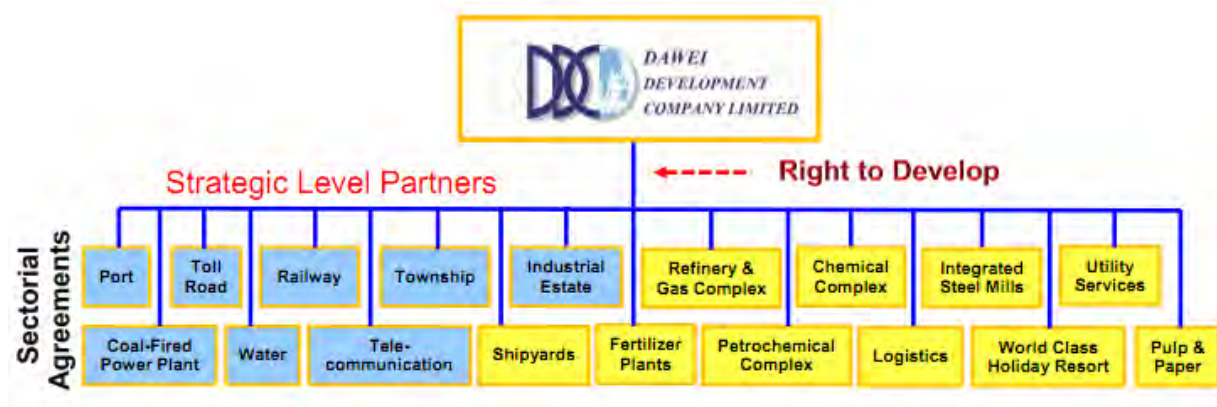 DDC
DAWEI
DEVELOPMENT
COMPANY LIMITED
Right to Develop
Strategic Level Partners
Sectorial
Agreements
Port
Toll
Road
Railway
Township
Industrial
Estate
Refinery &
Gas Complex
Chemical
Complex
Integrated
Steel Mills
Utility
Services
Coal-Fired
Power Plant
Water
Tele-
communication
Shipyards
Fertilizer
Plants
Petrochemical
Complex
Logistics
World Class
Holiday Resort
Pulp &
Paper